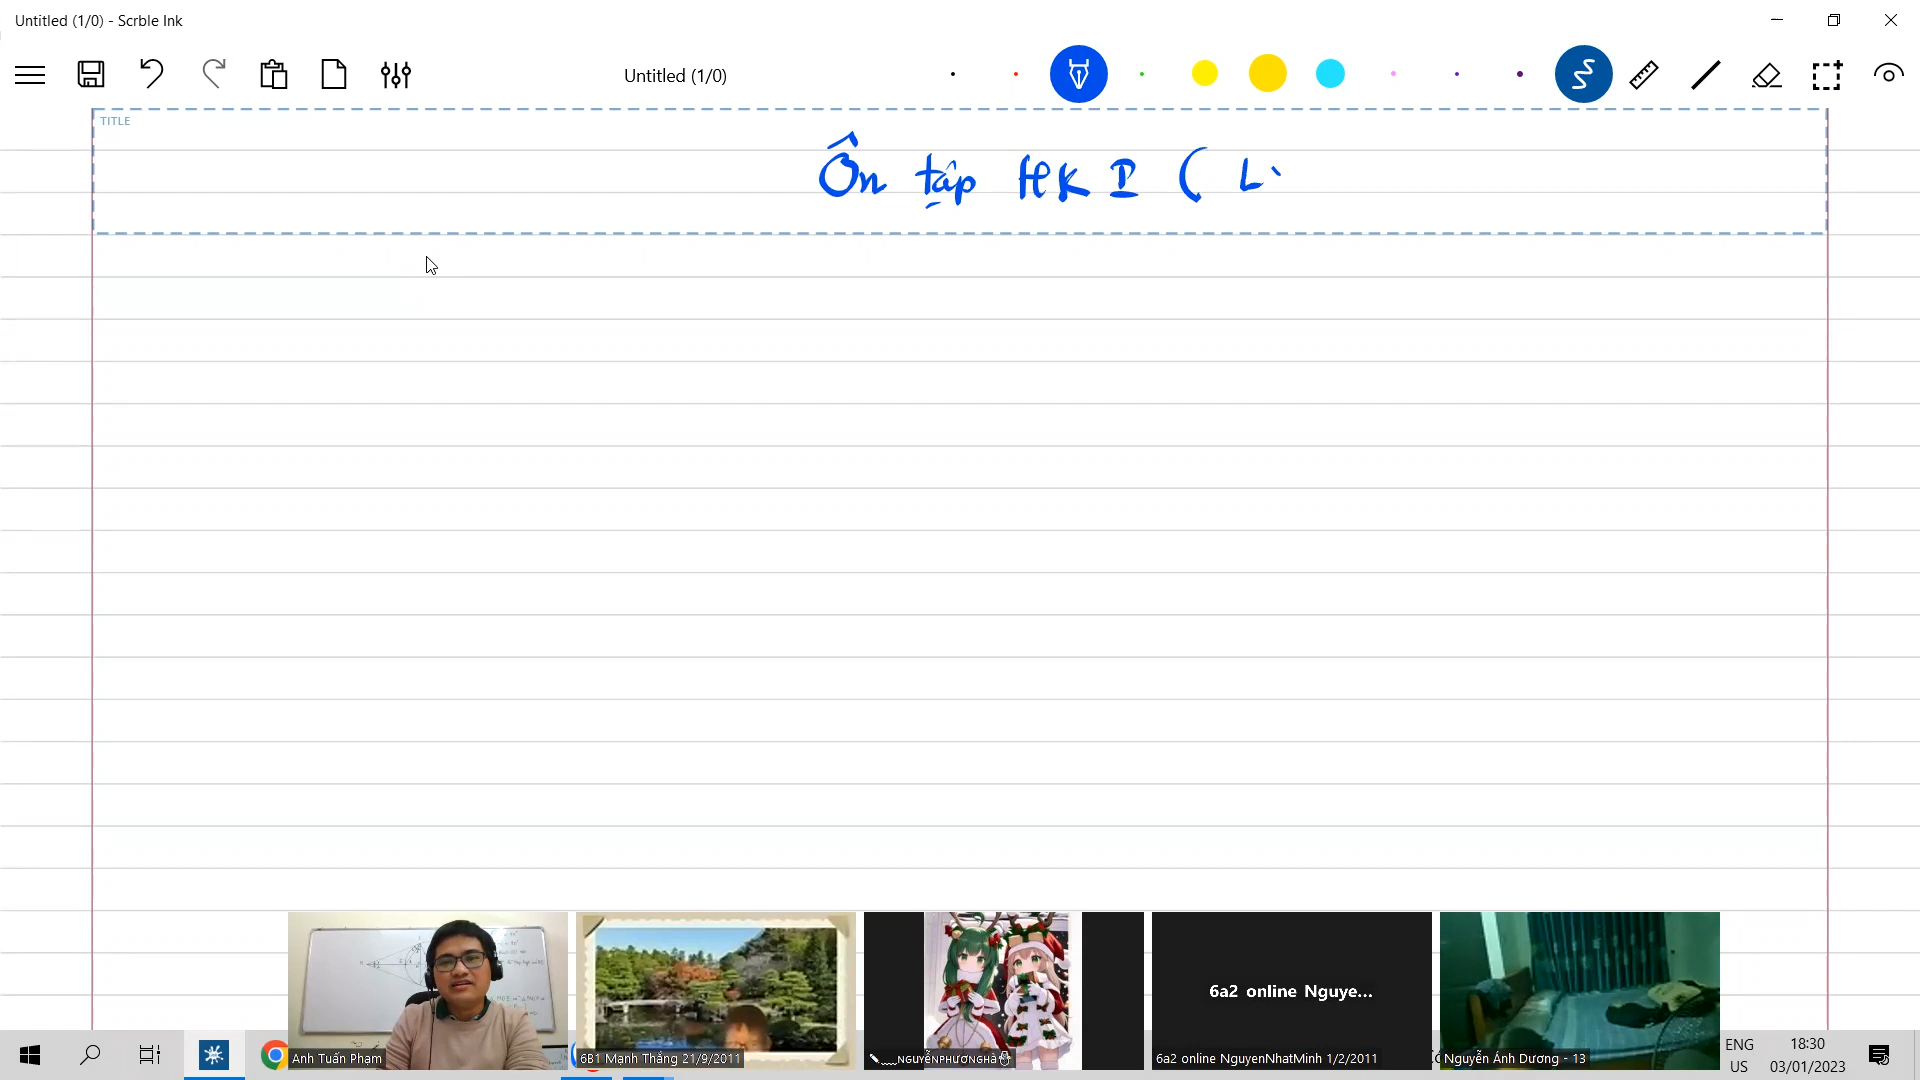 Untitled (1/0) - Scrble Ink
Untitled (1/0)
TITLE
Ôn tập HK I ( L
6a2 online Nguye...
Anh Tuấn Phạm
6B1 Mạnh Thắng 21/9/2011
NGUYỄNPHƯƠNGHÀ
6a2 online NguyenNhatMinh 1/2/2011
Nguyễn Ánh Dương - 13
ENG
US
18:30
03/01/2023